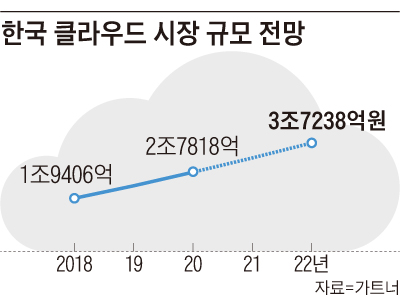 한국 클라우드 시장 규모 전망
3조7238억원
2조7818억
1조9406억
2018 19 20 21 22년
자료=가트너